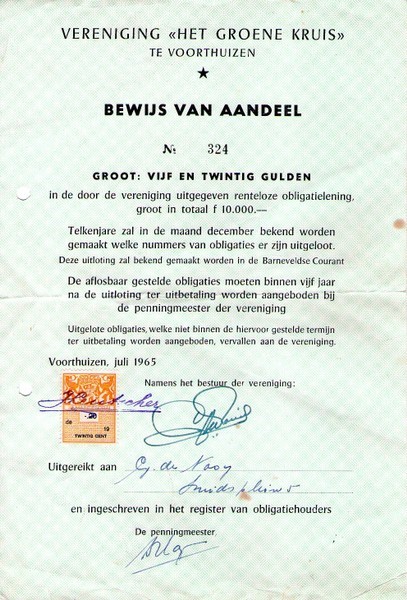 VERENIGING «HET GROENE KRUIS»
TE VOORTHUIZEN
BEWIJS VAN AANDEEL
No 324
GROOT: VIJF EN TWINTIG GULDEN
in de door de vereniging uitgegeven renteloze obligatielening,
groot in totaal f 10.000.—
Telkenjare zal in de maand december bekend worden
gemaakt welke nummers van obligaties er zijn uitgeloot.
Deze uitloting zal bekend gemaakt worden in de Barneveldse Courant
De aflosbaar gestelde obligaties moeten binnen vijf jaar
na de uitloting ter uitbetaling worden aangeboden bij
de penningmeester der vereniging
Uitgelote obligaties, welke niet binnen de hiervoor gestelde termijn
ter uitbetaling worden aangeboden, vervallen aan de vereniging.
Voorthuizen, juli 1965
Namens het bestuur der vereniging:
20
de 19
TWINTIG CENT
Uitgereikt aan G. de Nooy
en ingeschreven in het register van obligatiehouders
De penningmeester